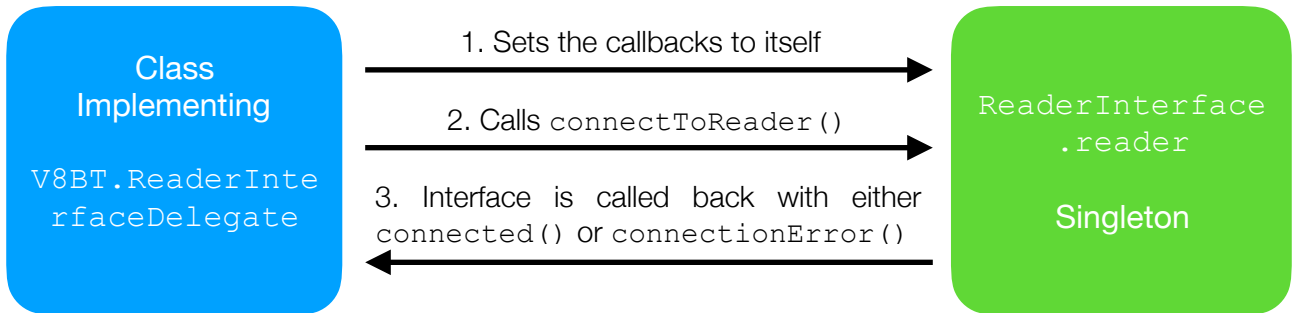 Class
Implementing
V8BT.ReaderInte
rfaceDelegate
1. Sets the callbacks to itself
2. Calls connectToReader()
3. Interface is called back with either
connected() or connectionError()
ReaderInterface
.reader
Singleton